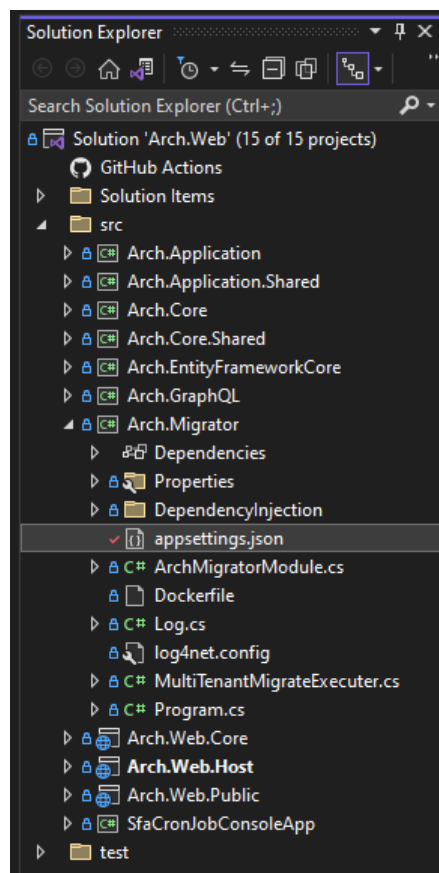 Solution Explorer
Search Solution Explorer (Ctrl+;)
Solution 'Arch.Web' (15 of 15 projects)
GitHub Actions
Solution Items
src
C# Arch.Application
C# Arch.Application.Shared
C# Arch.Core
C# Arch.Core.Shared
C# Arch.EntityFrameworkCore
C# Arch.GraphQL
C# Arch.Migrator
Dependencies
Properties
DependencyInjection
appsettings.json
C# ArchMigratorModule.cs
Dockerfile
C# Log.cs
log4net.config
C# MultiTenantMigrateExecuter.cs
C# Program.cs
Arch.Web.Core
Arch.Web.Host
Arch.Web.Public
C# SfaCronJobConsoleApp
test